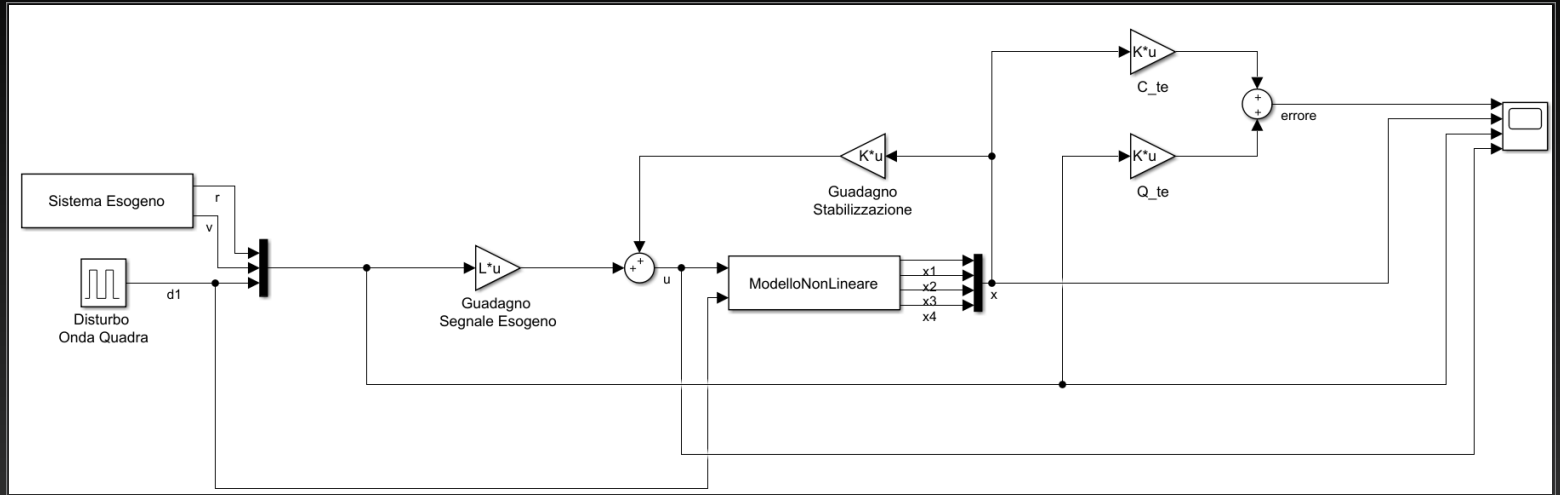 K*u
C_te
+
+
errore
K*u
Guadagno
Stabilizzazione
K*u
Q_te
Sistema Esogeno
r
v
d1
Disturbo
Onda Quadra
L*u
Guadagno
Segnale Esogeno
+
+
u
ModelloNonLineare
x1
x2
x3
x4
x